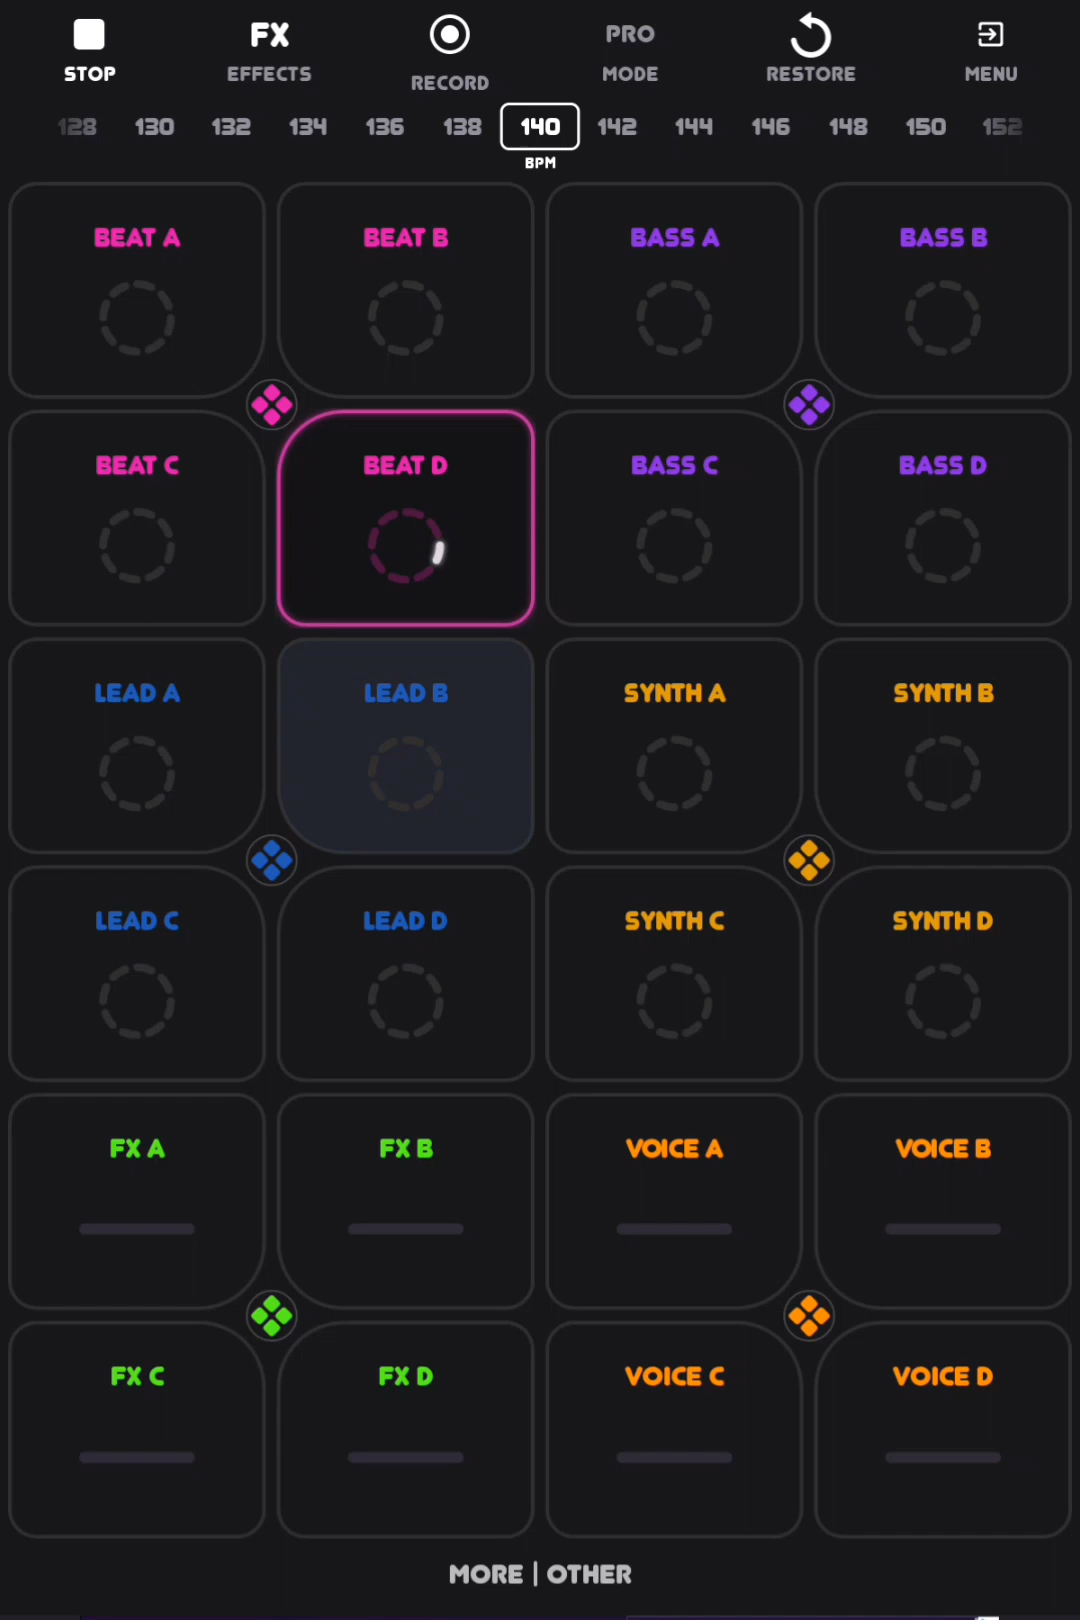 STOP
FX
EFFECTS
RECORD
PRO
MODE
RESTORE
MENU
128 130 132 134 136 138 140 142 144 146 148 150 152
BPM
BEAT A BEAT B BASS A BASS B
BEAT C BEAT D BASS C BASS D
LEAD A LEAD B SYNTH A SYNTH B
LEAD C LEAD D SYNTH C SYNTH D
FX A FX B VOICE A VOICE B
FX C FX D VOICE C VOICE D
MORE | OTHER